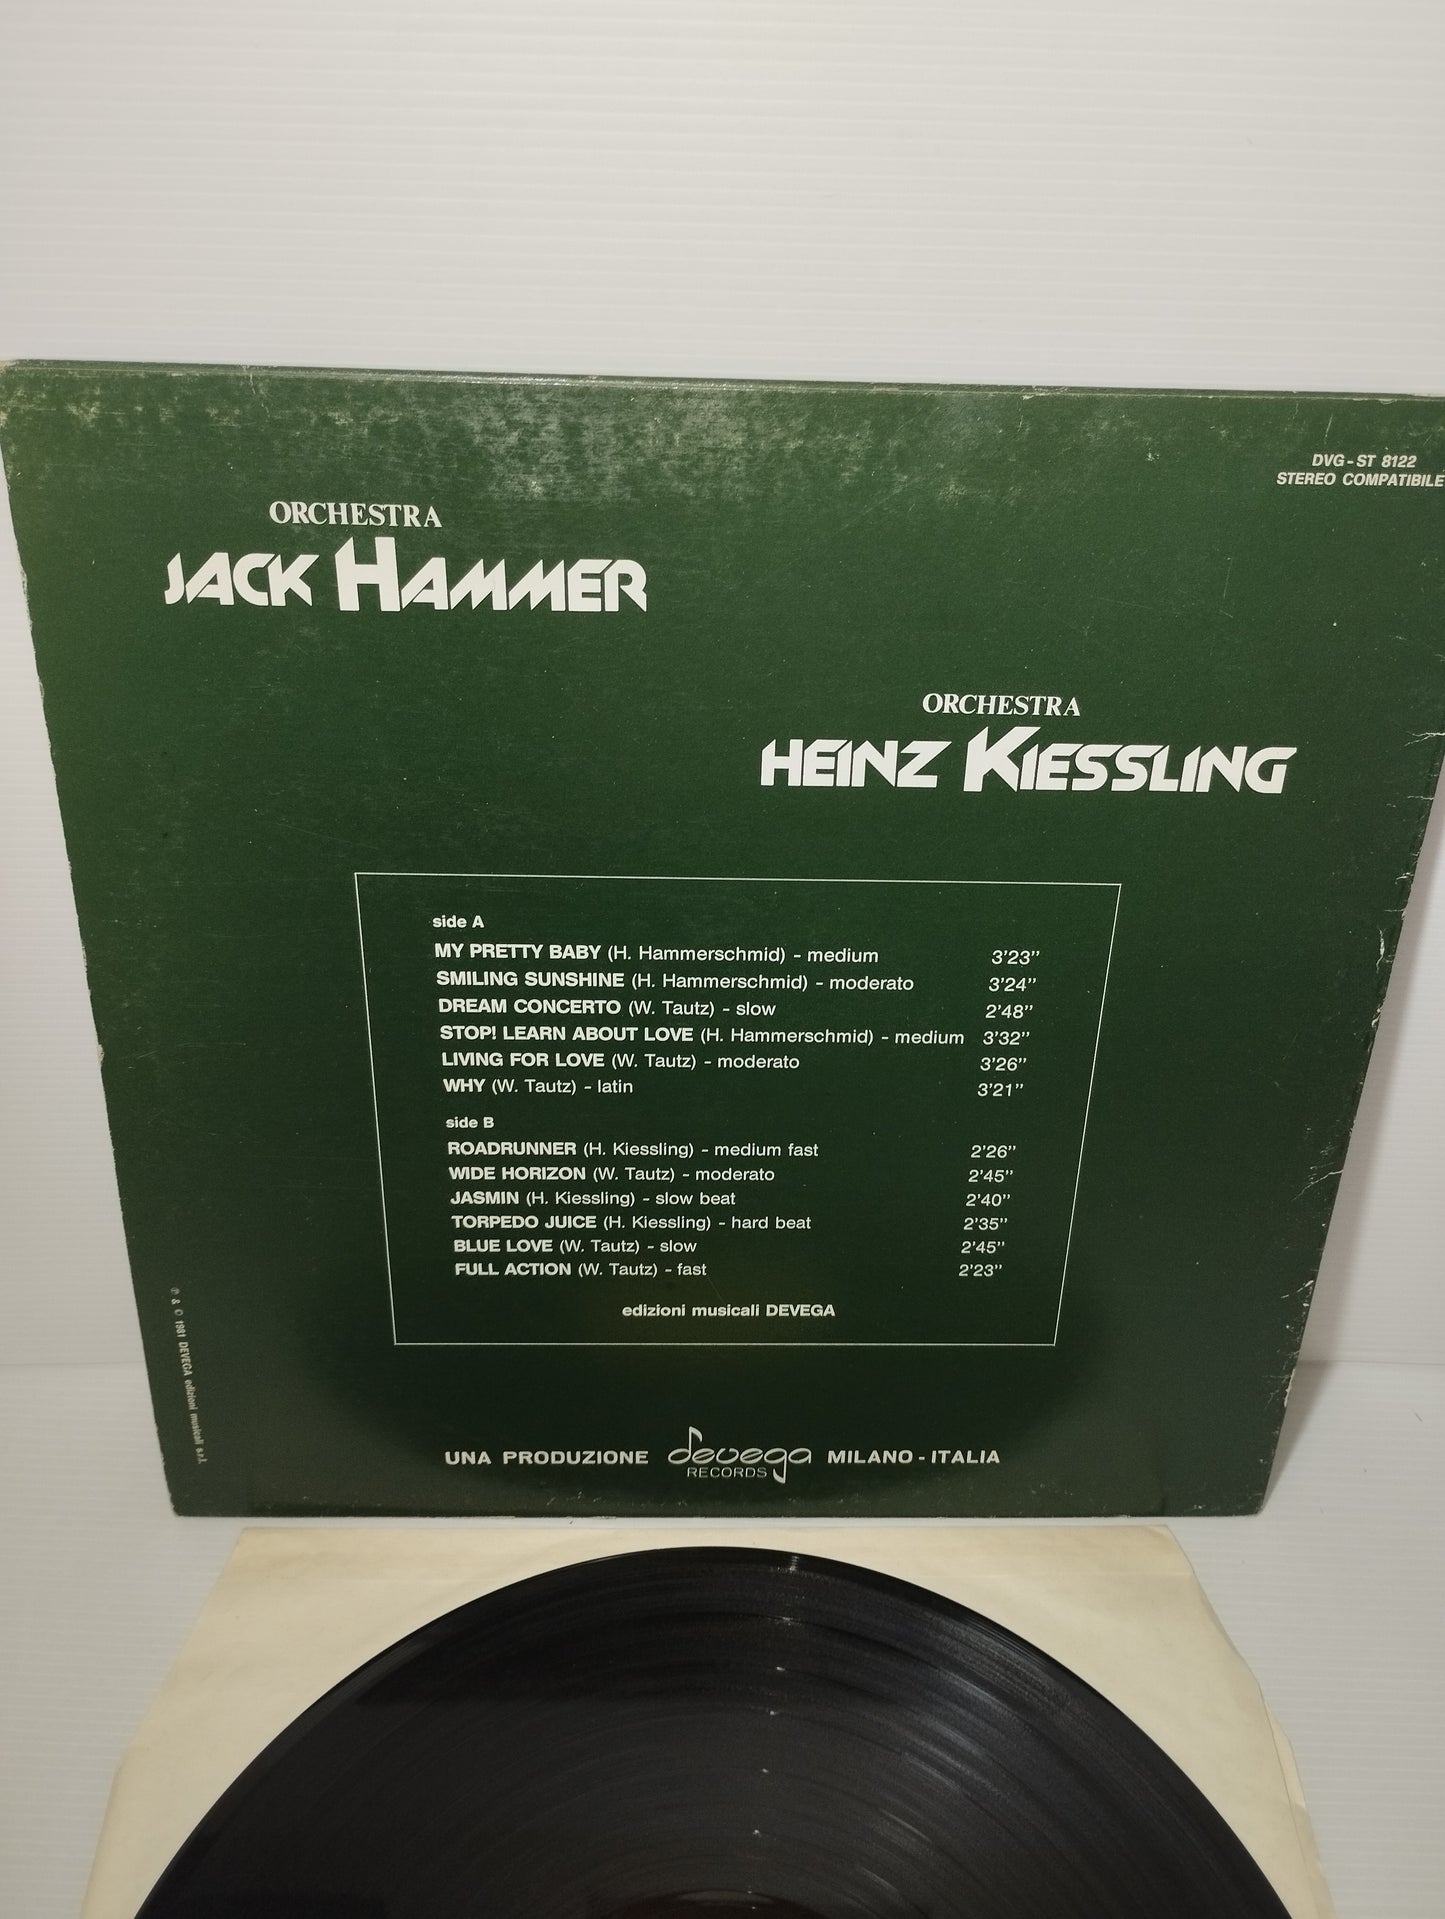 DVG - ST 8122
STEREO COMPATIBILE
ORCHESTRA
JACK HAMMER
ORCHESTRA
HEINZ KIESSLING
side A
MY PRETTY BABY (H. Hammerschmid) - medium 3'23"
SMILING SUNSHINE (H. Hammerschmid) - moderato 3'24"
DREAM CONCERTO (W. Tautz) - slow 2'48"
STOP! LEARN ABOUT LOVE (H. Hammerschmid) - medium 3'32"
LIVING FOR LOVE (W. Tautz) - moderato 3'26"
WHY (W. Tautz) - latin 3'21"
side B
ROADRUNNER (H. Kiessling) - medium fast 2'26"
WIDE HORIZON (W. Tautz) - moderato 2'45"
JASMIN (H. Kiessling) - slow beat 2'40"
TORPEDO JUICE (H. Kiessling) - hard beat 2'35"
BLUE LOVE (W. Tautz) - slow 2'45"
FULL ACTION (W. Tautz) - fast 2'23"
edizioni musicali DEVEGA
℗ & © 1981 DEVEGA edizioni musicali s.r.l.
UNA PRODUZIONE devega MILANO - ITALIA
RECORDS